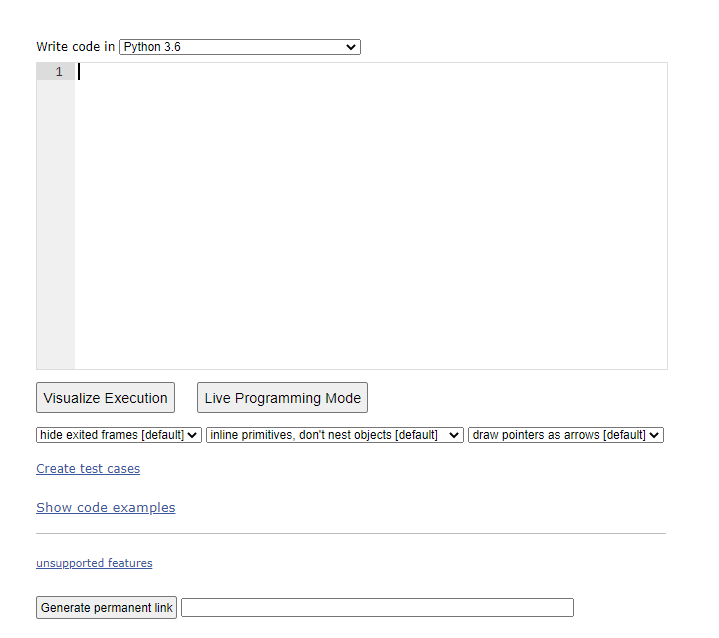 Write code in Python 3.6
1
Visualize Execution Live Programming Mode
hide exited frames [default] inline primitives, don't nest objects [default] draw pointers as arrows [default]
Create test cases
Show code examples
unsupported features
Generate permanent link